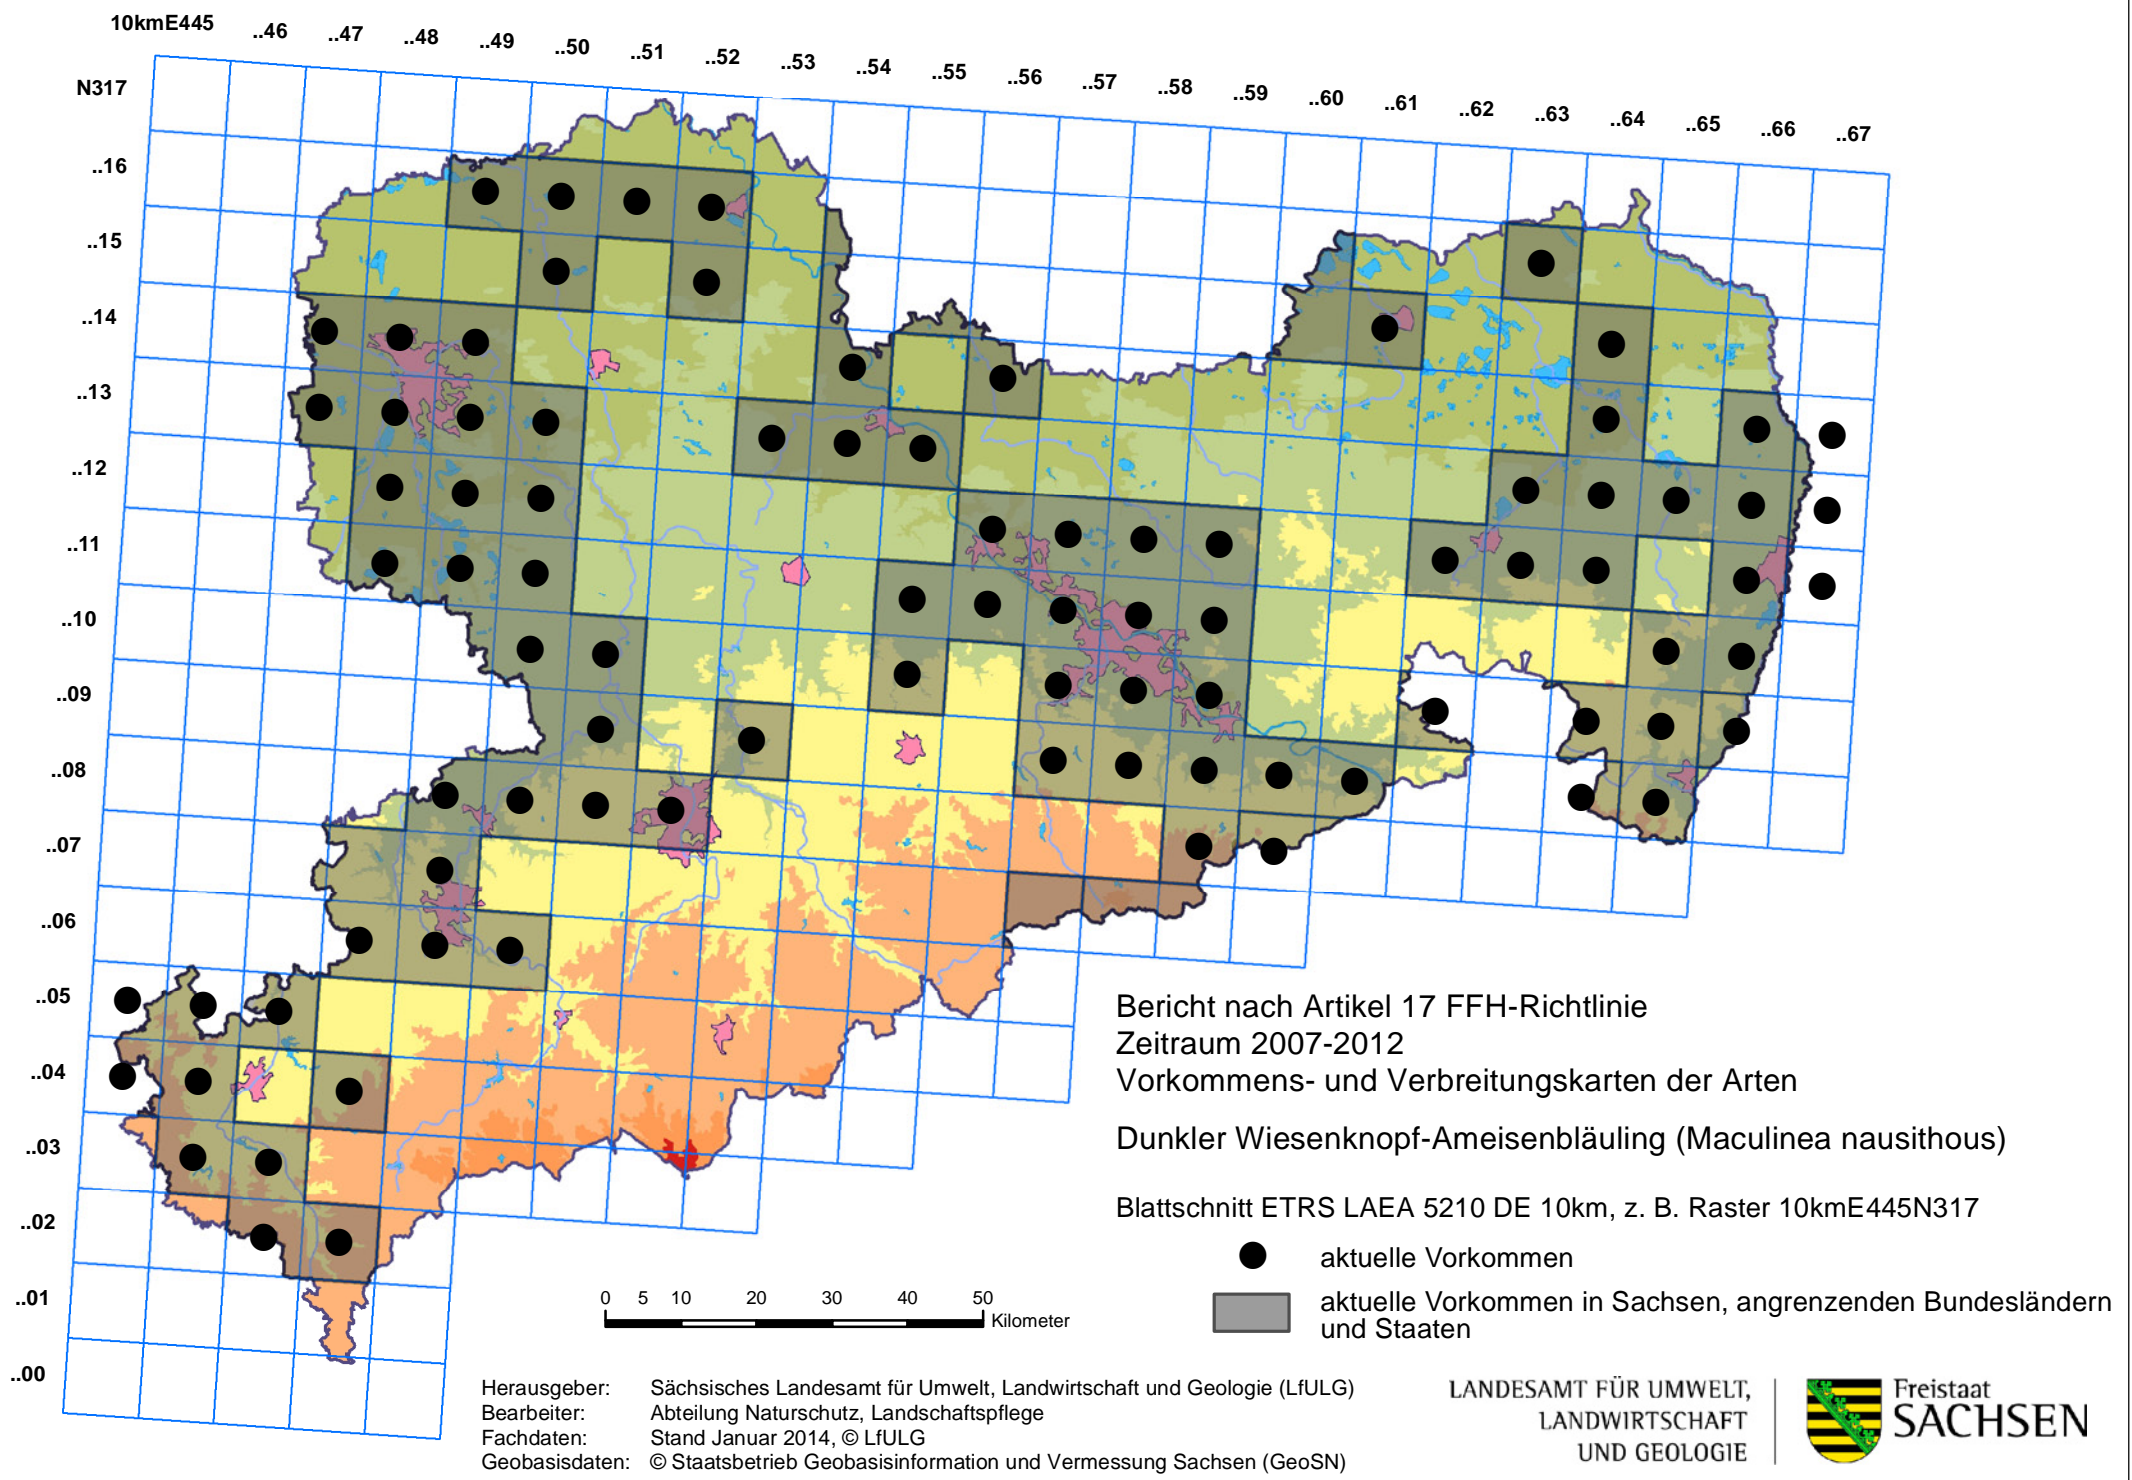 10kmE445 ..46 ..47 ..48 ..49 ..50 ..51 ..52 ..53 ..54 ..55 ..56 ..57 ..58 ..59 ..60 ..61 ..62 ..63 ..64 ..65 ..66 ..67
N317
..16
..15
..14
..13
..12
..11
..10
..09
..08
..07
..06
..05
..04
..03
..02
..01
..00
Bericht nach Artikel 17 FFH-Richtlinie
Zeitraum 2007-2012
Vorkommens- und Verbreitungskarten der Arten
Dunkler Wiesenknopf-Ameisenbläuling (Maculinea nausithous)
Blattschnitt ETRS LAEA 5210 DE 10km, z. B. Raster 10kmE445N317
aktuelle Vorkommen
aktuelle Vorkommen in Sachsen, angrenzenden Bundesländern
und Staaten
0 5 10 20 30 40 50
Kilometer
Herausgeber: Sächsisches Landesamt für Umwelt, Landwirtschaft und Geologie (LfULG)
Bearbeiter: Abteilung Naturschutz, Landschaftspflege
Fachdaten: Stand Januar 2014, © LfULG
Geobasisdaten: © Staatsbetrieb Geobasisinformation und Vermessung Sachsen (GeoSN)
LANDESAMT FÜR UMWELT,
LANDWIRTSCHAFT
UND GEOLOGIE
Freistaat
SACHSEN